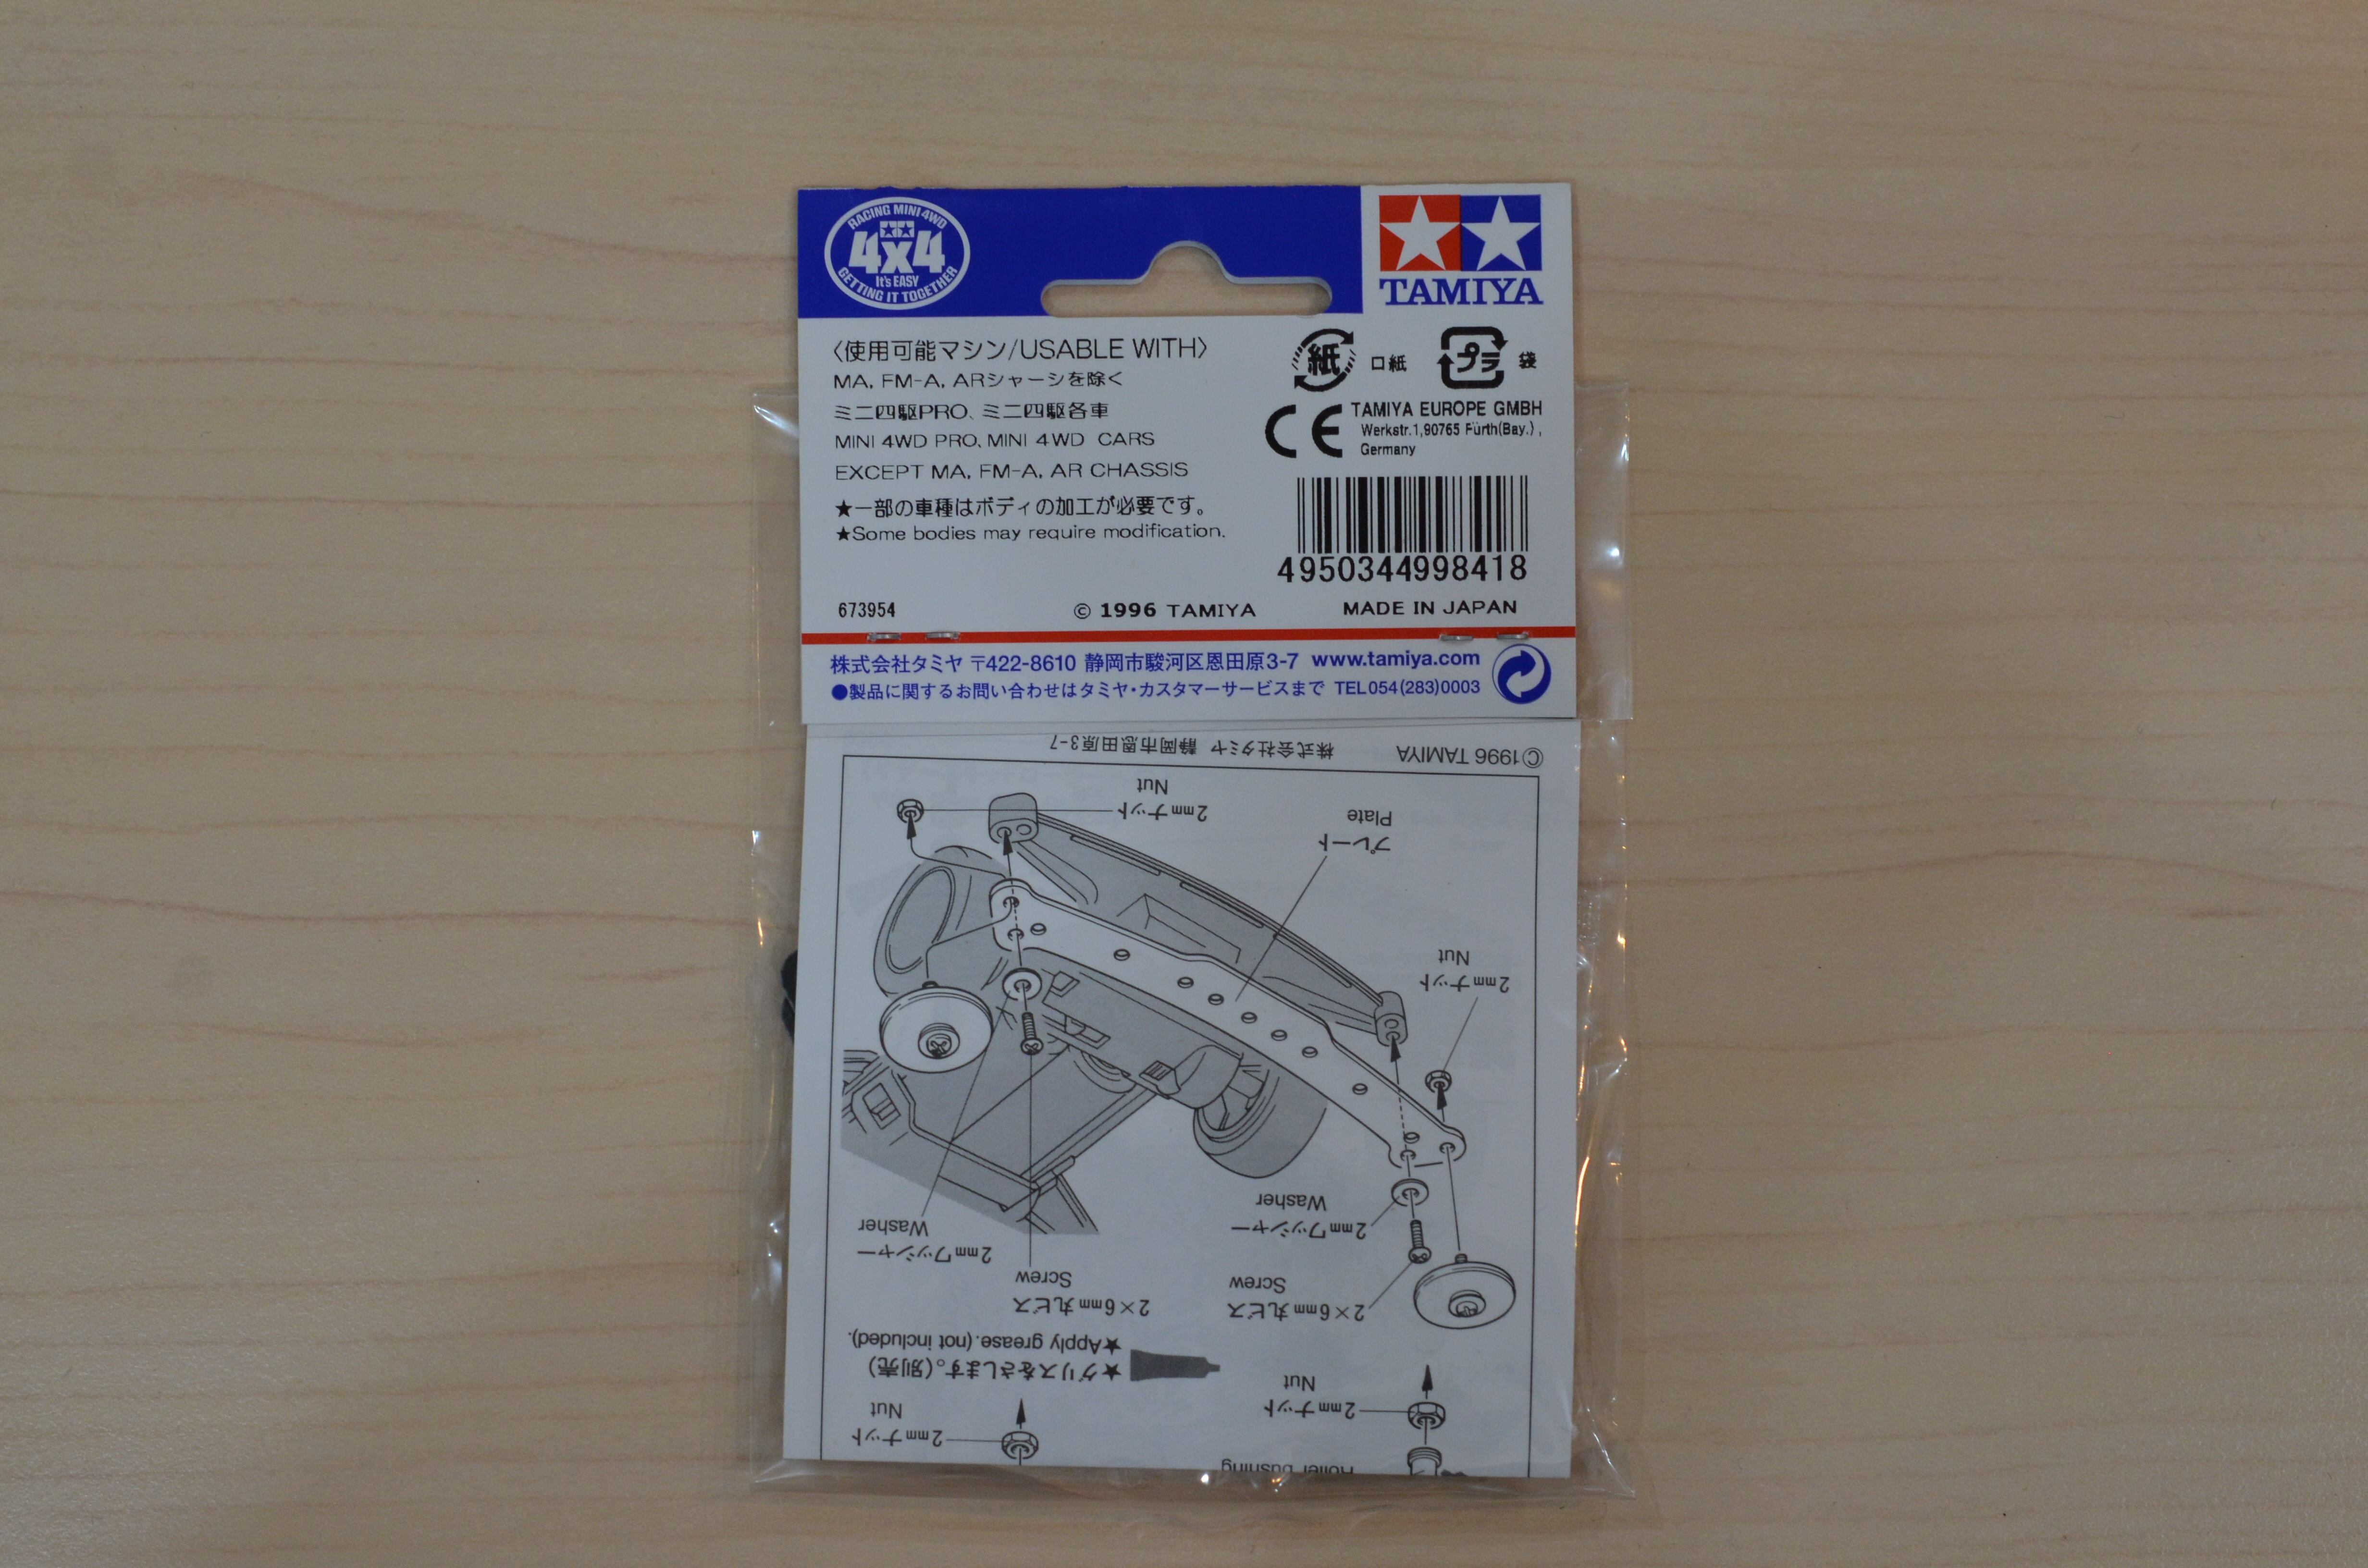 RACING MINI 4WD
4x4
It's EASY
GETTING IT TOGETHER
TAMIYA
〈使用可能マシン/USABLE WITH〉
MA, FM-A, ARシャーシを除く
ミニ四駆PRO、ミニ四駆各車
MINI 4WD PRO, MINI 4WD CARS
EXCEPT MA, FM-A, AR CHASSIS
★一部の車種はボディの加工が必要です。
★Some bodies may require modification.
紙 口紙 プラ 袋
CE TAMIYA EUROPE GMBH
Werkstr.1,90765 Fürth(Bay.),
Germany
4950344998418
673954 © 1996 TAMIYA MADE IN JAPAN
株式会社タミヤ 〒422-8610 静岡市駿河区恩田原3-7 www.tamiya.com
●製品に関するお問い合わせはタミヤ・カスタマーサービスまで TEL054(283)0003
©1996 TAMIYA 株式会社タミヤ 静岡市恩田原3-7
2mmナット
Nut
プレート
Plate
2mmナット
Nut
2mmワッシャー
Washer
2mmワッシャー
Washer
2×6mm丸ビス
Screw
2×6mm丸ビス
Screw
★グリスをさします。(別売)
★Apply grease. (not included).
2mmナット
Nut
2mmナット
Nut
Roller bushing